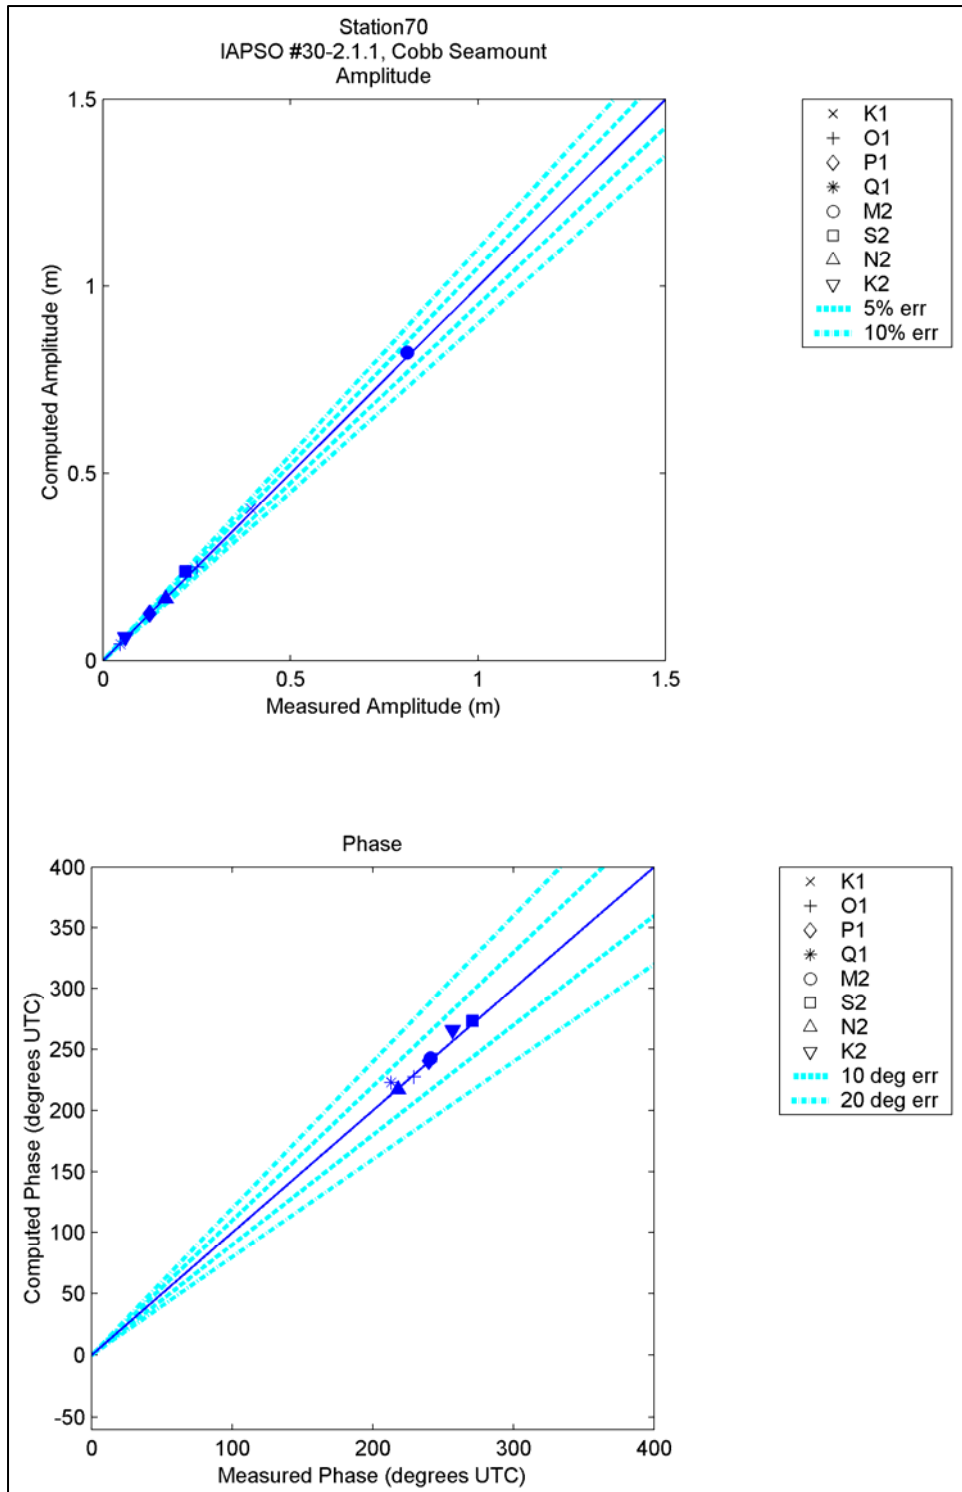 Station70
IAPSO #30-2.1.1, Cobb Seamount
Amplitude
1.5
1
0.5
0
Computed Amplitude (m)
0
0.5
1
1.5
Measured Amplitude (m)
K1
O1
P1
Q1
M2
S2
N2
K2
5% err
10% err
Phase
400
350
300
250
200
150
100
50
0
-50
Computed Phase (degrees UTC)
0
100
200
300
400
Measured Phase (degrees UTC)
K1
O1
P1
Q1
M2
S2
N2
K2
10 deg err
20 deg err